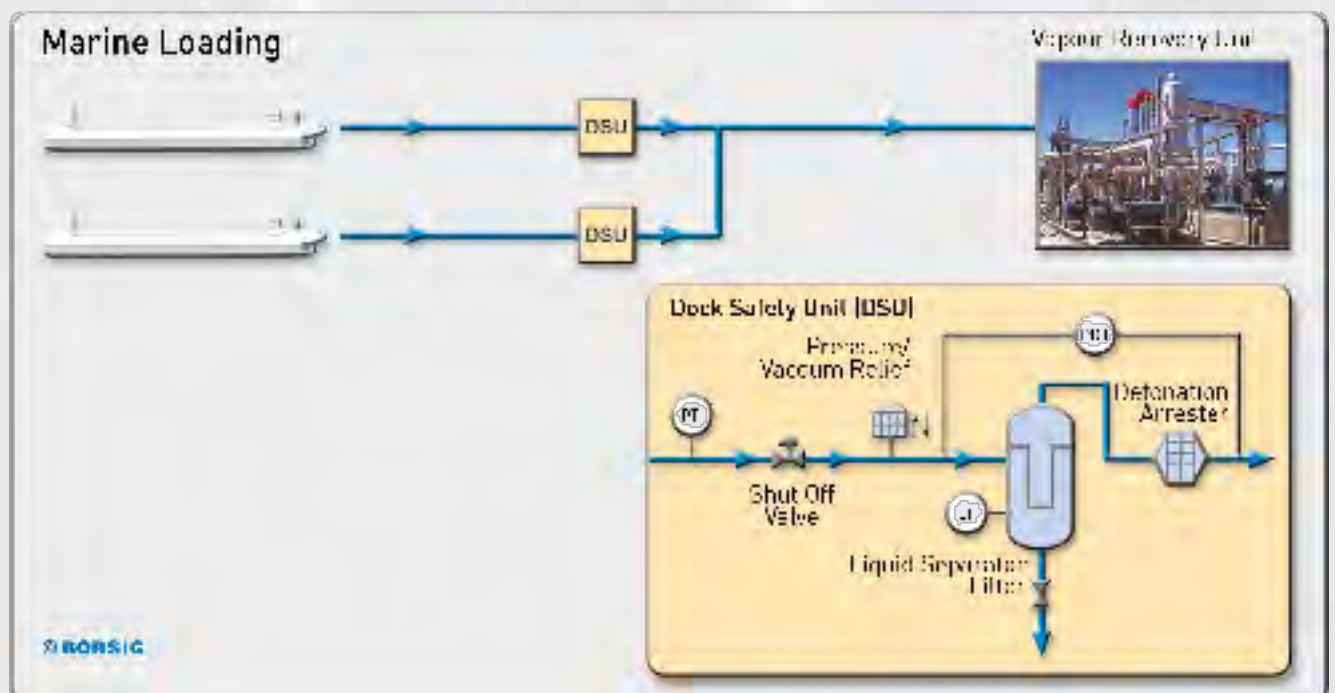 Marine Loading
Vapour Recovery Unit
DSU
DSU
Dock Safety Unit (DSU)
Pressure/
Vaccum Relief
Detonation
Arrester
PT
Shut Off
Valve
Liquid Separator
Filter
BORSIG